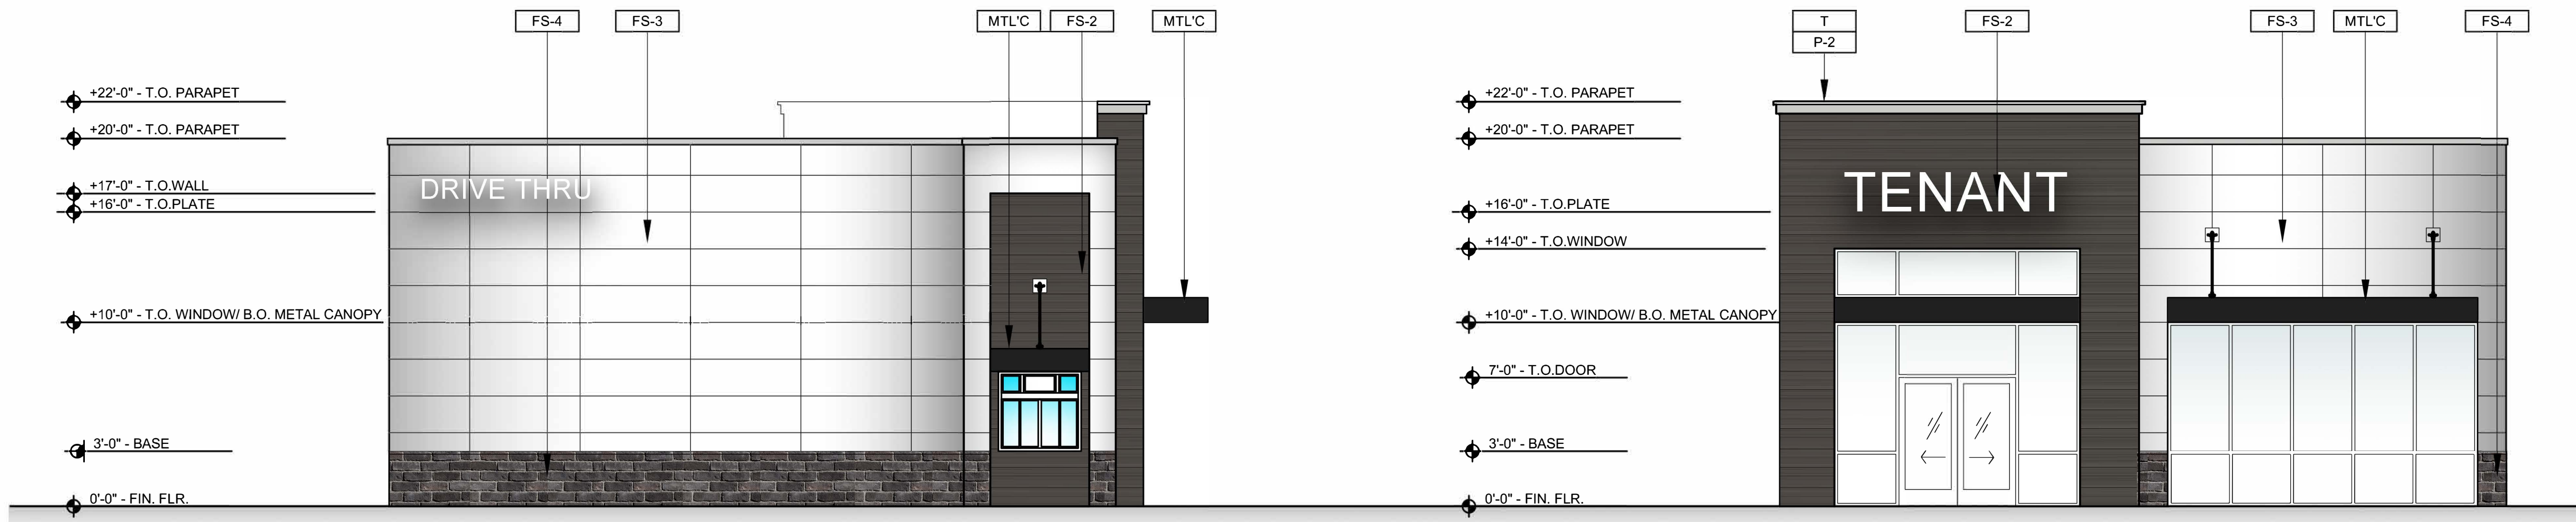 FS-4
FS-3
MTL'C
FS-2
MTL'C
+22'-0" - T.O. PARAPET
+20'-0" - T.O. PARAPET
+17'-0" - T.O.WALL
+16'-0" - T.O.PLATE
+10'-0" - T.O. WINDOW/ B.O. METAL CANOPY
3'-0" - BASE
0'-0" - FIN. FLR.
DRIVE THRU
T
P-2
FS-2
FS-3
MTL'C
FS-4
+22'-0" - T.O. PARAPET
+20'-0" - T.O. PARAPET
+16'-0" - T.O.PLATE
+14'-0" - T.O.WINDOW
+10'-0" - T.O. WINDOW/ B.O. METAL CANOPY
7'-0" - T.O.DOOR
3'-0" - BASE
0'-0" - FIN. FLR.
TENANT